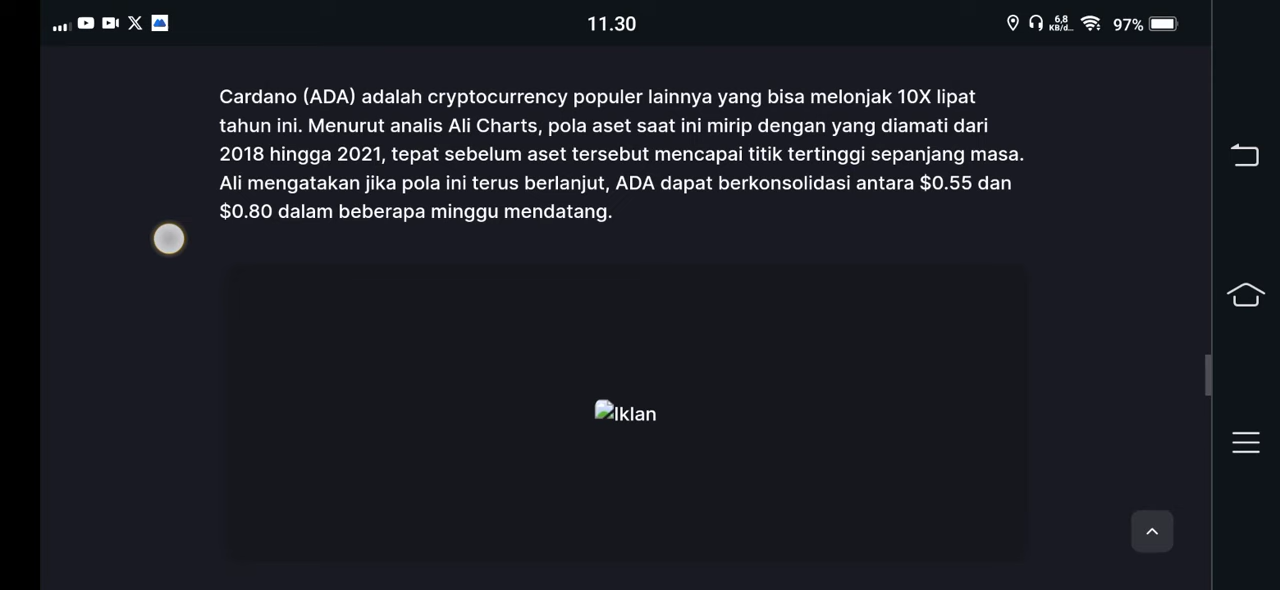 11.30
6,8
KB/d...
97%
Cardano (ADA) adalah cryptocurrency populer lainnya yang bisa melonjak 10X lipat
tahun ini. Menurut analis Ali Charts, pola aset saat ini mirip dengan yang diamati dari
2018 hingga 2021, tepat sebelum aset tersebut mencapai titik tertinggi sepanjang masa.
Ali mengatakan jika pola ini terus berlanjut, ADA dapat berkonsolidasi antara $0.55 dan
$0.80 dalam beberapa minggu mendatang.
Iklan